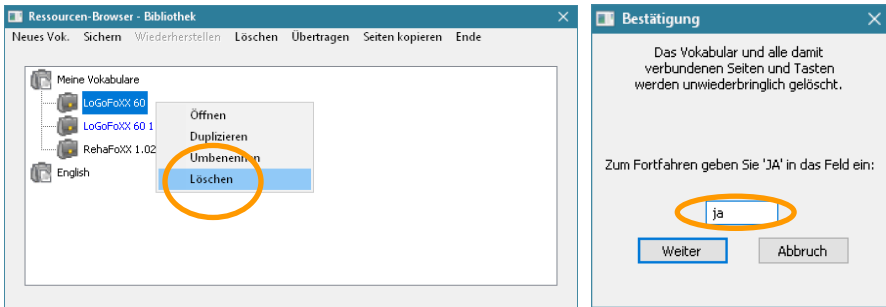 Ressourcen-Browser - Bibliothek
Neues Vok. Sichern Wiederherstellen Löschen Übertragen Seiten kopieren Ende
Meine Vokabulare
LoGoFoXX 60
LoGoFoXX 60 1
RehaFoXX 1.02
English
Öffnen
Duplizieren
Umbenennen
Löschen
Bestätigung
Das Vokabular und alle damit
verbundenen Seiten und Tasten
werden unwiederbringlich gelöscht.
Zum Fortfahren geben Sie 'JA' in das Feld ein:
ja
Weiter Abbruch